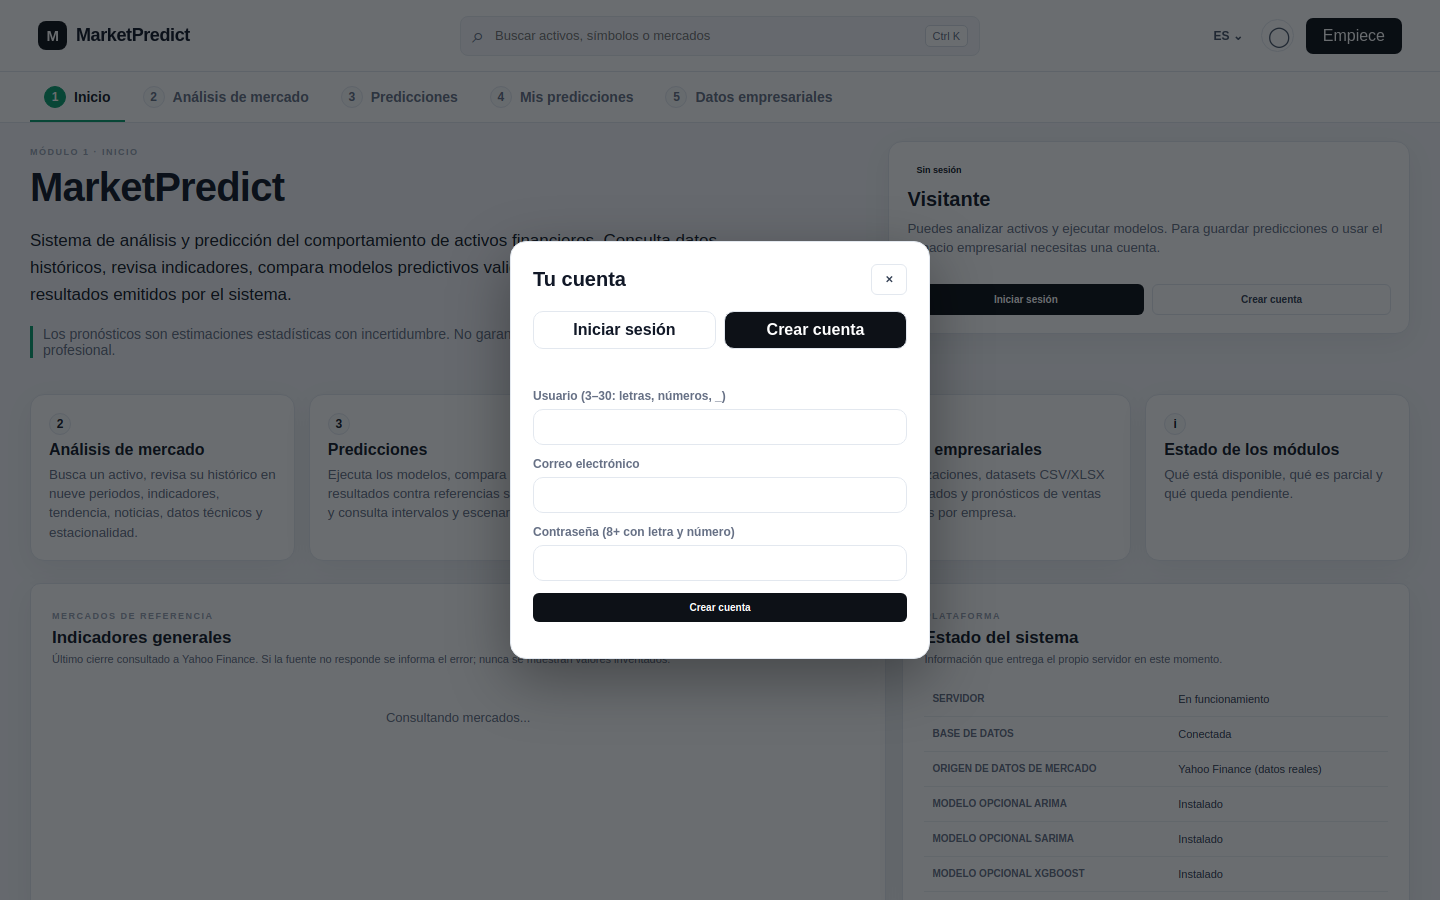 M MarketPredict
Buscar activos, símbolos o mercados
Ctrl K
ES
Empiece
1 Inicio
2 Análisis de mercado
3 Predicciones
4 Mis predicciones
5 Datos empresariales
MÓDULO 1 · INICIO
MarketPredict
Sistema de análisis y predicción del comportamiento de activos financieros. Consulta datos
históricos, revisa indicadores, compara modelos predictivos
resultados emitidos por el sistema.
Los pronósticos son estimaciones estadísticas con incertidumbre. No
profesional.
Sin sesión
Visitante
Puedes analizar activos y ejecutar modelos. Para guardar predicciones o usar el
empresarial necesitas una cuenta.
Iniciar sesión
Crear cuenta
Tu cuenta
×
Iniciar sesión
Crear cuenta
Usuario (3–30: letras, números, _)
Correo electrónico
Contraseña (8+ con letra y número)
Crear cuenta
2
Análisis de mercado
Busca un activo, revisa su histórico en
nueve periodos, indicadores,
tendencia, noticias, datos técnicos y
estacionalidad.
3
Predicciones
Ejecuta los modelos, compara
resultados contra referencias
y consulta intervalos y
empresariales
datasets CSV/XLSX
y pronósticos de ventas
por empresa.
i
Estado de los módulos
Qué está disponible, qué es parcial y
qué queda pendiente.
MERCADOS DE REFERENCIA
Indicadores generales
Último cierre consultado a Yahoo Finance. Si la fuente no responde se informa el error; nunca se muestran valores inventados.
Consultando mercados...
Estado del sistema
Información que entrega el propio servidor en este momento.
SERVIDOR En funcionamiento
BASE DE DATOS Conectada
ORIGEN DE DATOS DE MERCADO Yahoo Finance (datos reales)
MODELO OPCIONAL ARIMA Instalado
MODELO OPCIONAL SARIMA Instalado
MODELO OPCIONAL XGBOOST Instalado